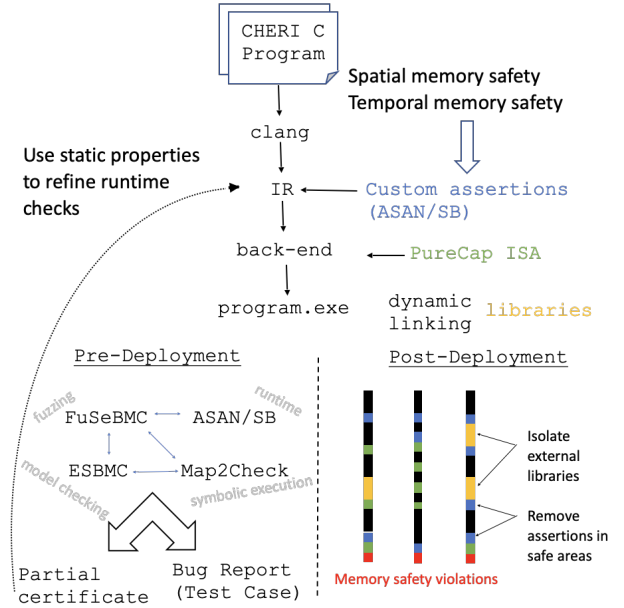 CHERI C
Program
Spatial memory safety
Temporal memory safety
clang
Use static properties
to refine runtime
checks
IR
Custom assertions
(ASAN/SB)
back-end
PureCap ISA
program.exe
dynamic
linking
libraries
Pre-Deployment
Post-Deployment
fuzzing
runtime
FuSeBMC
ASAN/SB
ESBMC
Map2Check
model checking
symbolic execution
Isolate
external
libraries
Remove
assertions in
safe areas
Partial
certificate
Bug Report
(Test Case)
Memory safety violations